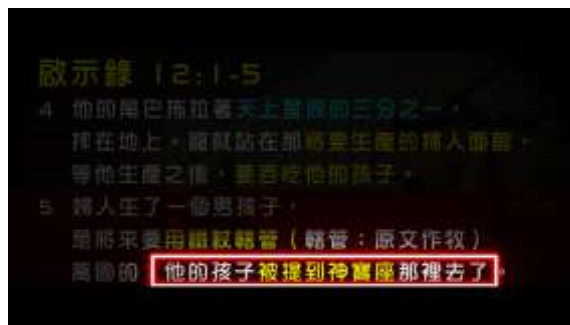 啟示錄 12:1-5
4 他的尾巴拖拉著天上星辰的三分之一，
摔在地上。龍就站在那將要生產的婦人面前，
等他生產之後，要吞吃他的孩子。
5 婦人生了一個男孩子，
是將來要用鐵杖轄管（轄管：原文作牧）
萬國的 他的孩子被提到神寶座那裡去了。